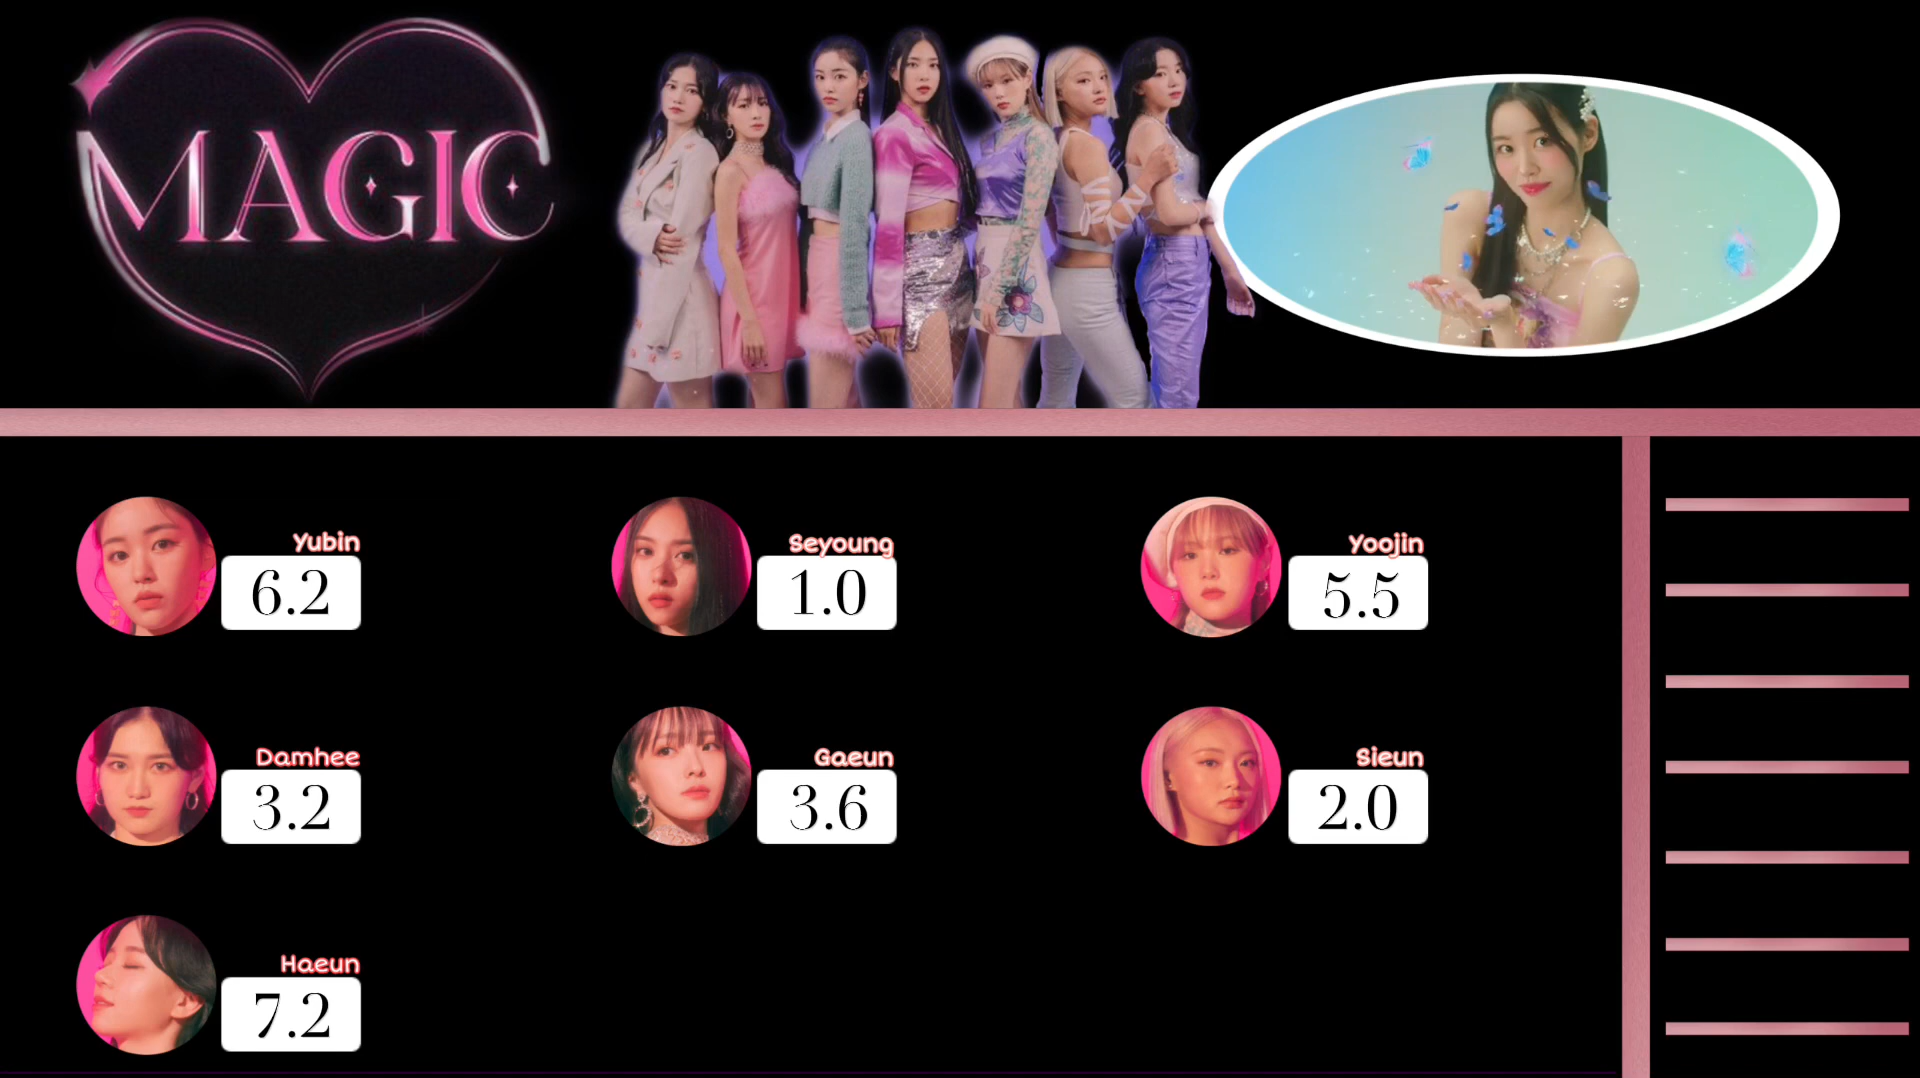 MAGIC
Yubin
6.2
Seyoung
1.0
Yoojin
5.5
Damhee
3.2
Gaeun
3.6
Sieun
2.0
Haeun
7.2